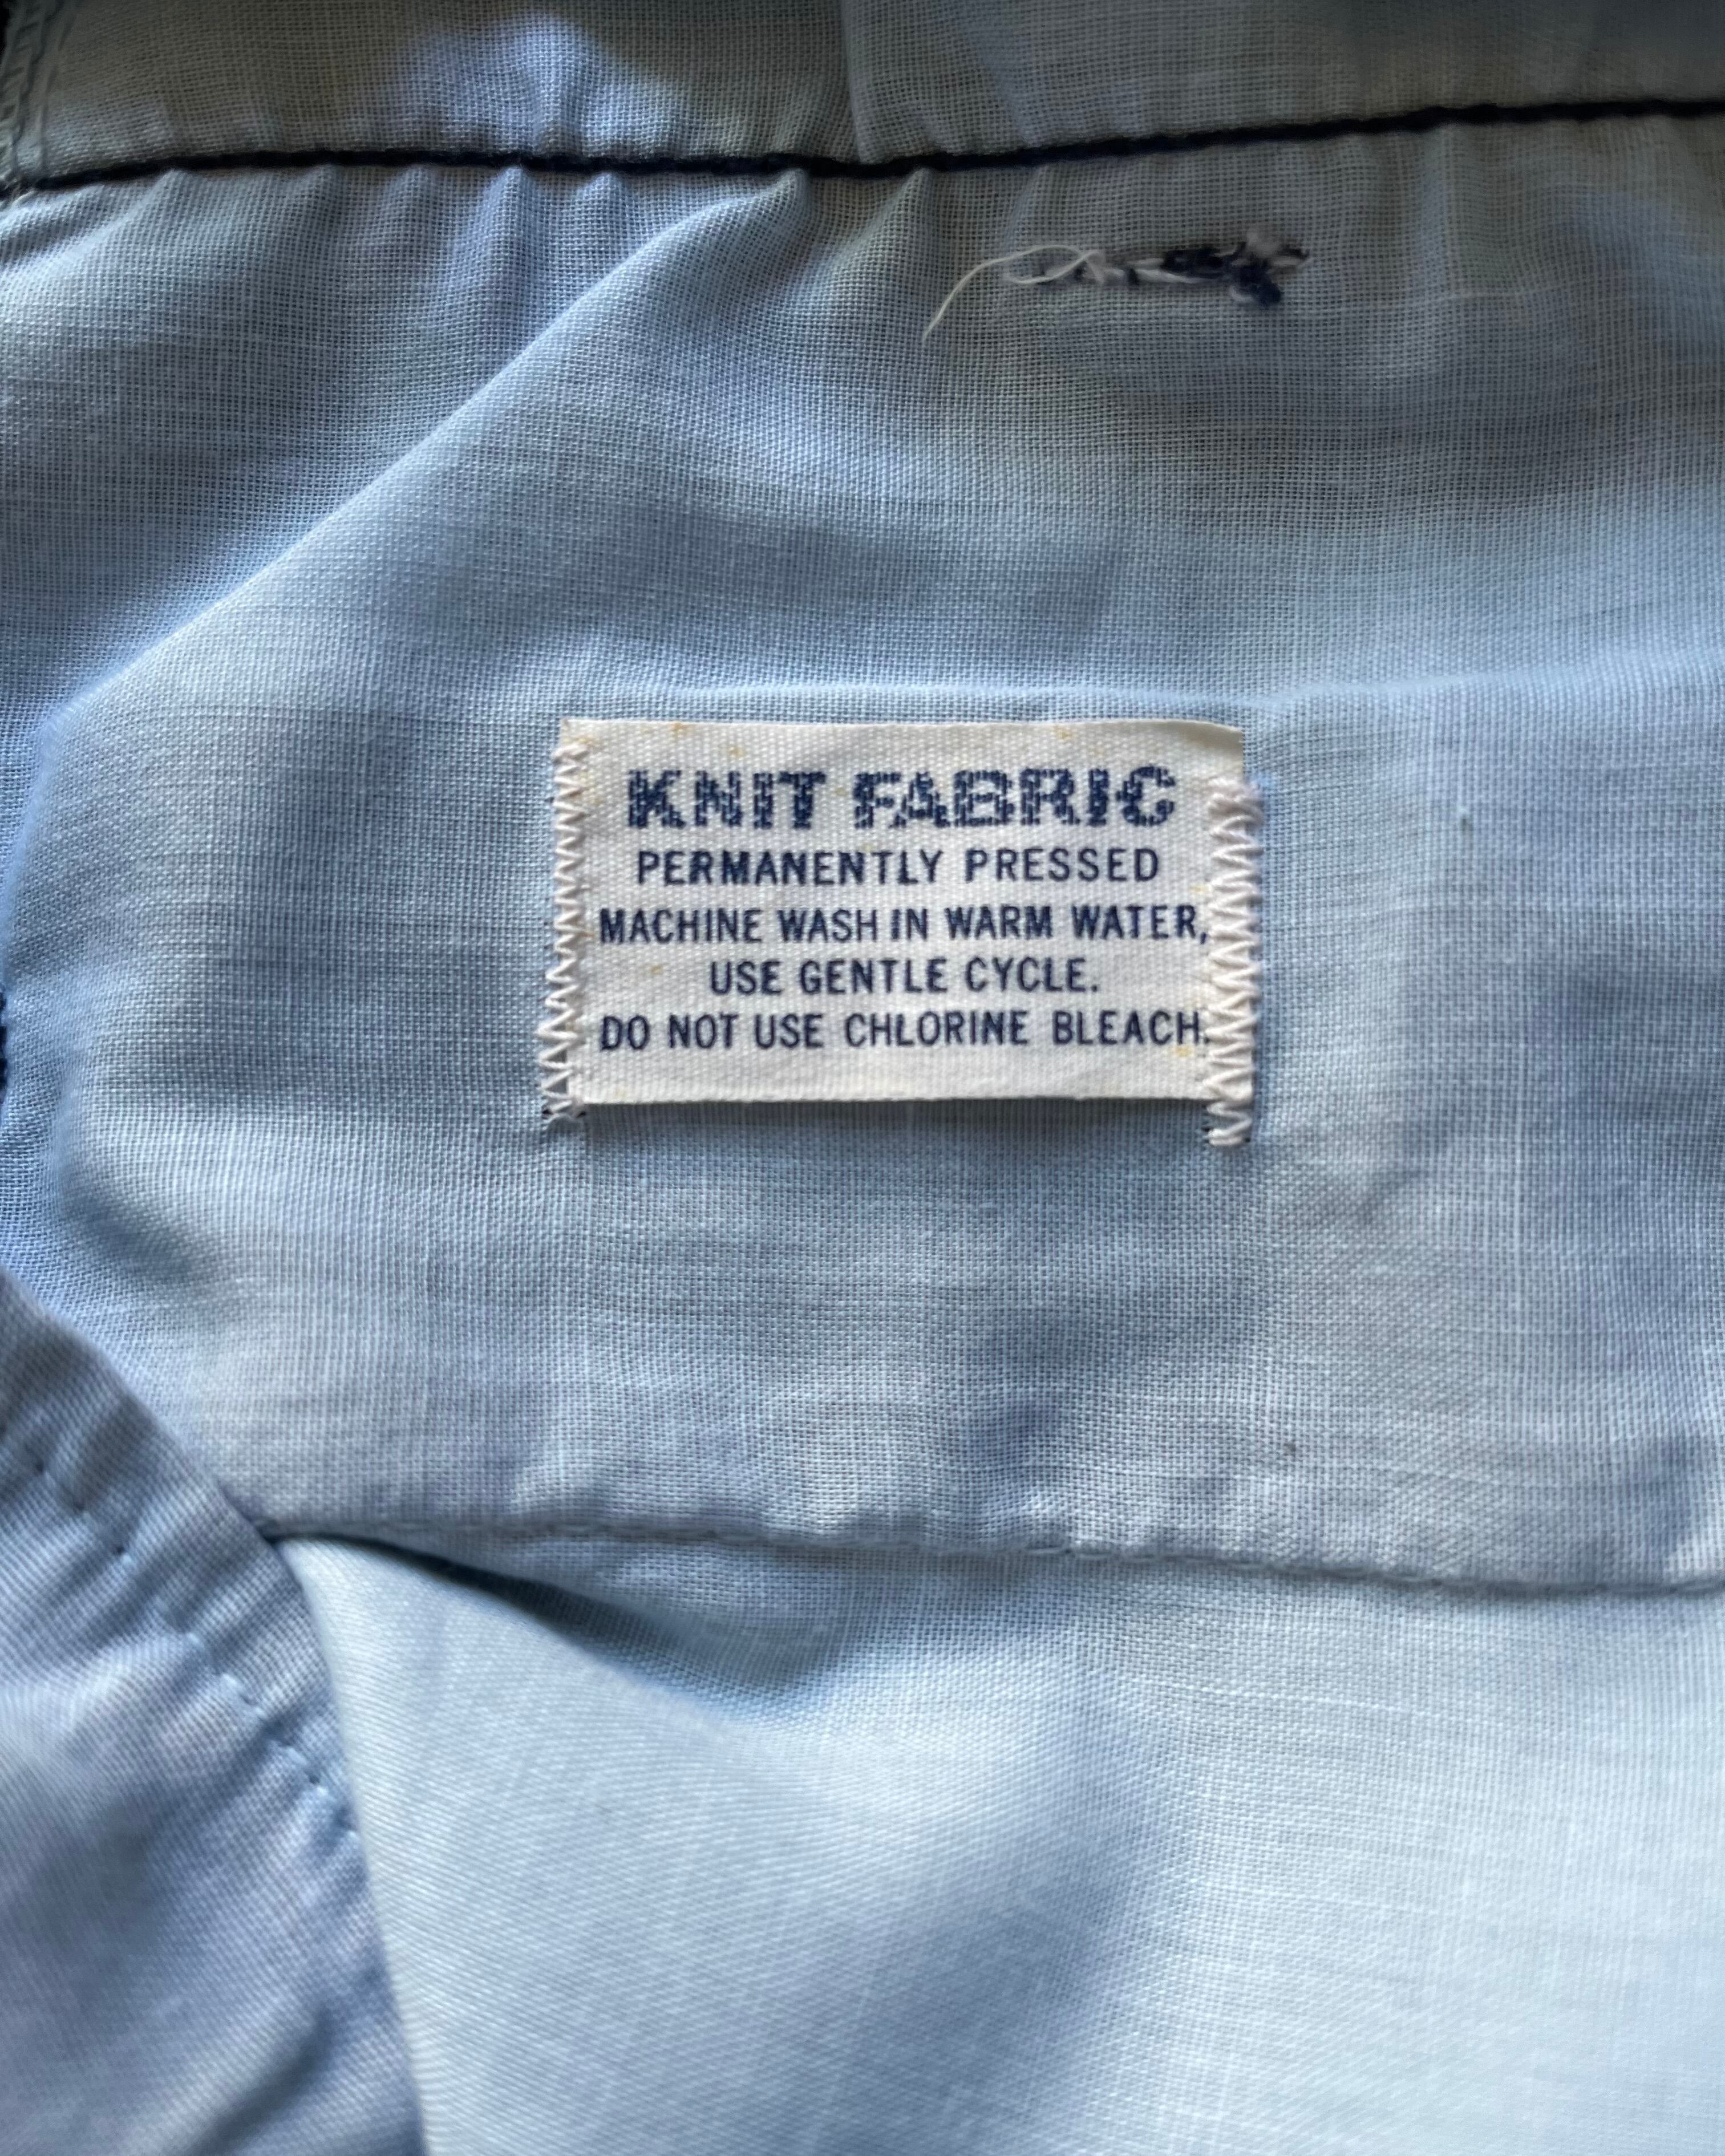 KNIT FABRIC
PERMANENTLY PRESSED
MACHINE WASH IN WARM WATER,
USE GENTLE CYCLE.
DO NOT USE CHLORINE BLEACH.